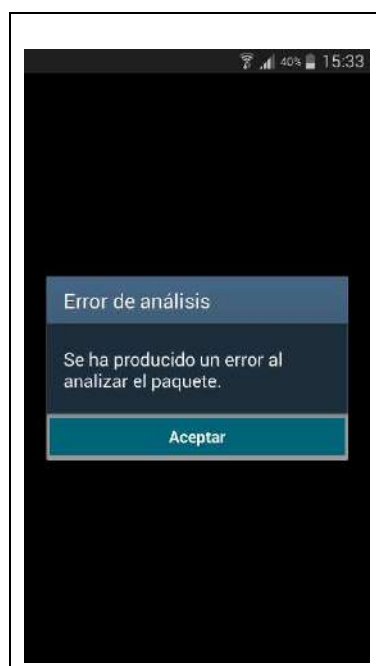 40% 15:33
Error de análisis
Se ha producido un error al
analizar el paquete.
Aceptar